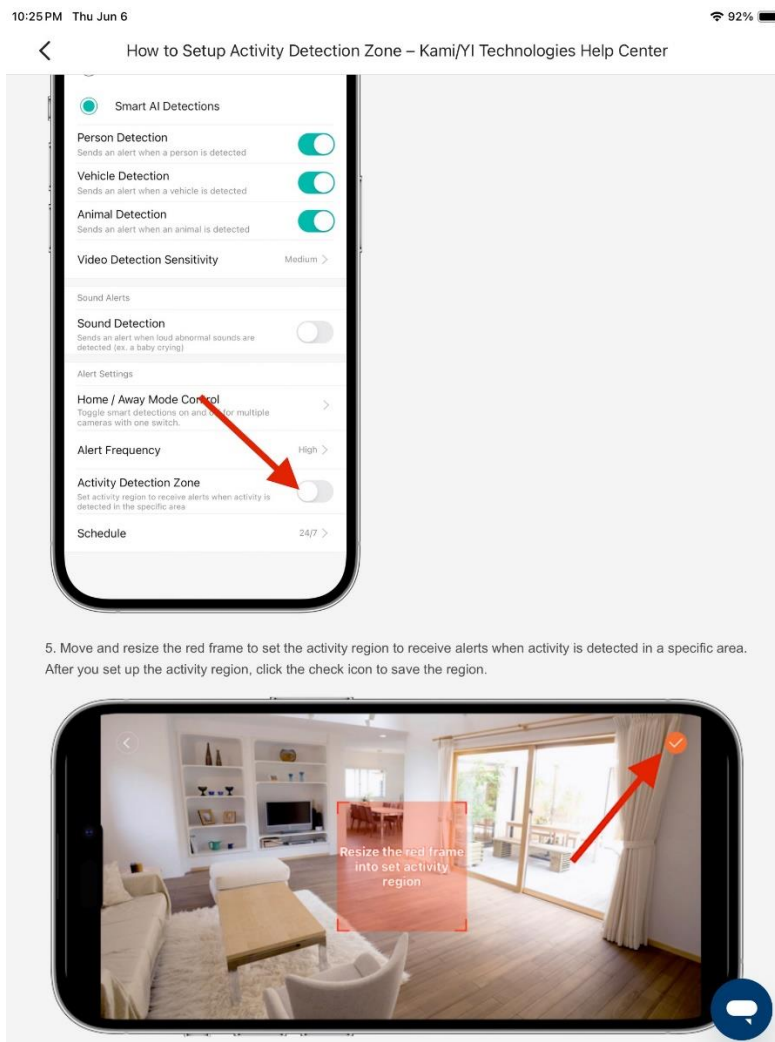 10:25 PM Thu Jun 6
92%
How to Setup Activity Detection Zone – Kami/YI Technologies Help Center
Smart AI Detections
Person Detection
Sends an alert when a person is detected
Vehicle Detection
Sends an alert when a vehicle is detected
Animal Detection
Sends an alert when an animal is detected
Video Detection Sensitivity Medium >
Sound Alerts
Sound Detection
Sends an alert when loud abnormal sounds are
detected (ex. a baby crying)
Alert Settings
Home / Away Mode Control
Toggle smart detections on and off for multiple
cameras with one switch.
Alert Frequency High >
Activity Detection Zone
Set activity region to receive alerts when activity is
detected in the specific area
Schedule 24/7 >
5. Move and resize the red frame to set the activity region to receive alerts when activity is detected in a specific area.
After you set up the activity region, click the check icon to save the region.
Resize the red frame
into set activity
region